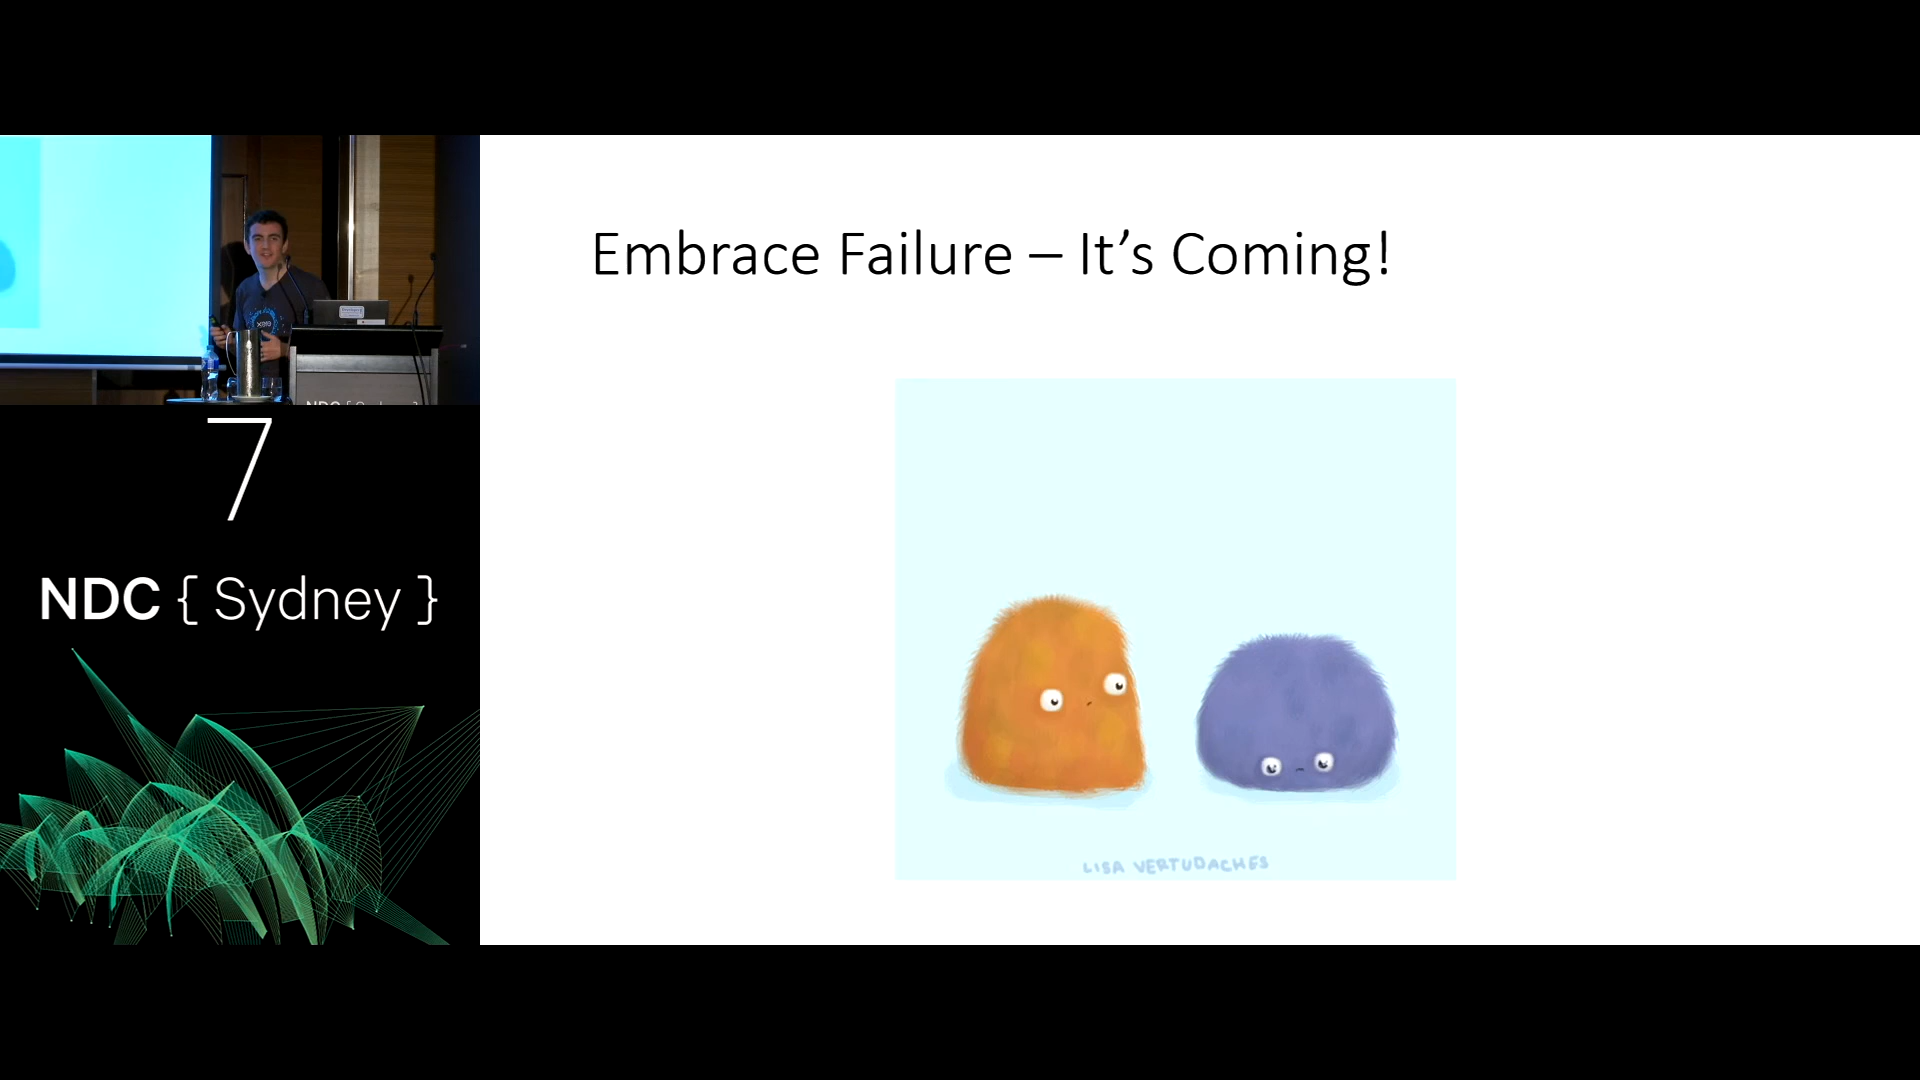 Embrace Failure – It’s Coming!
LISA VERTUDACHES
7
NDC { Sydney }